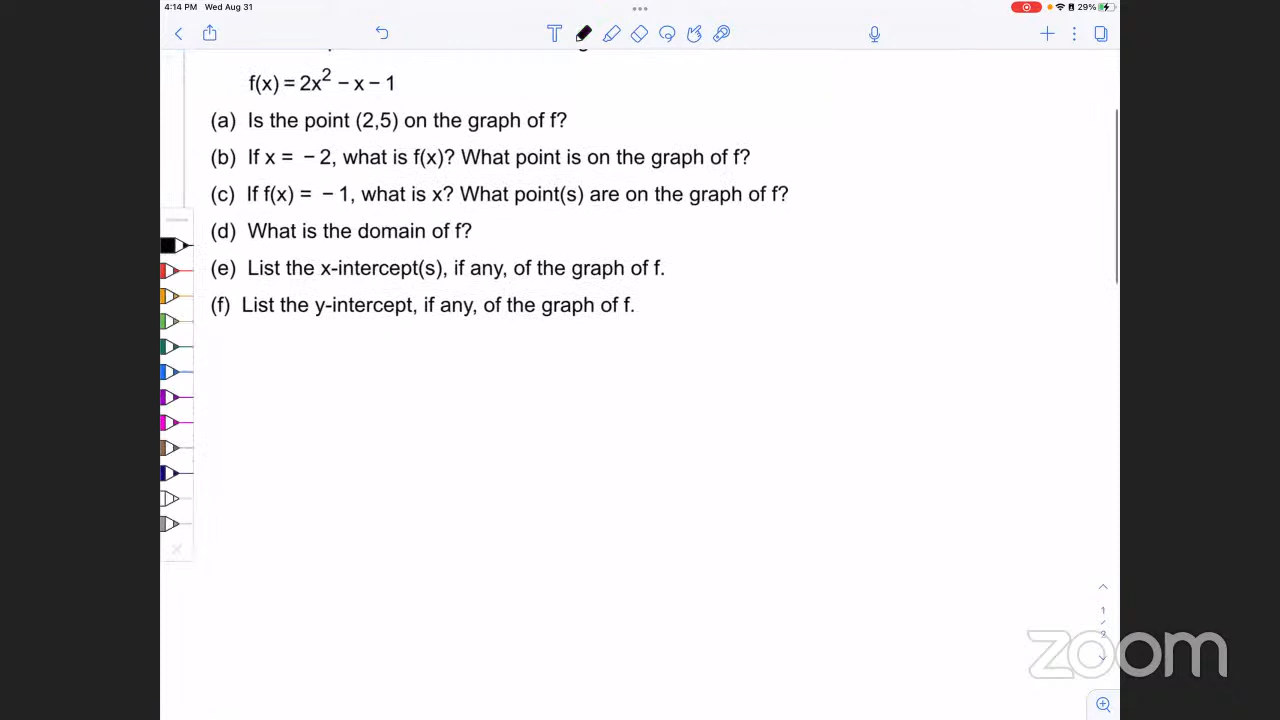 4:14 PM Wed Aug 31
29%
f(x) = 2x² − x − 1
(a) Is the point (2,5) on the graph of f?
(b) If x = − 2, what is f(x)? What point is on the graph of f?
(c) If f(x) = − 1, what is x? What point(s) are on the graph of f?
(d) What is the domain of f?
(e) List the x-intercept(s), if any, of the graph of f.
(f) List the y-intercept, if any, of the graph of f.
1
zoom